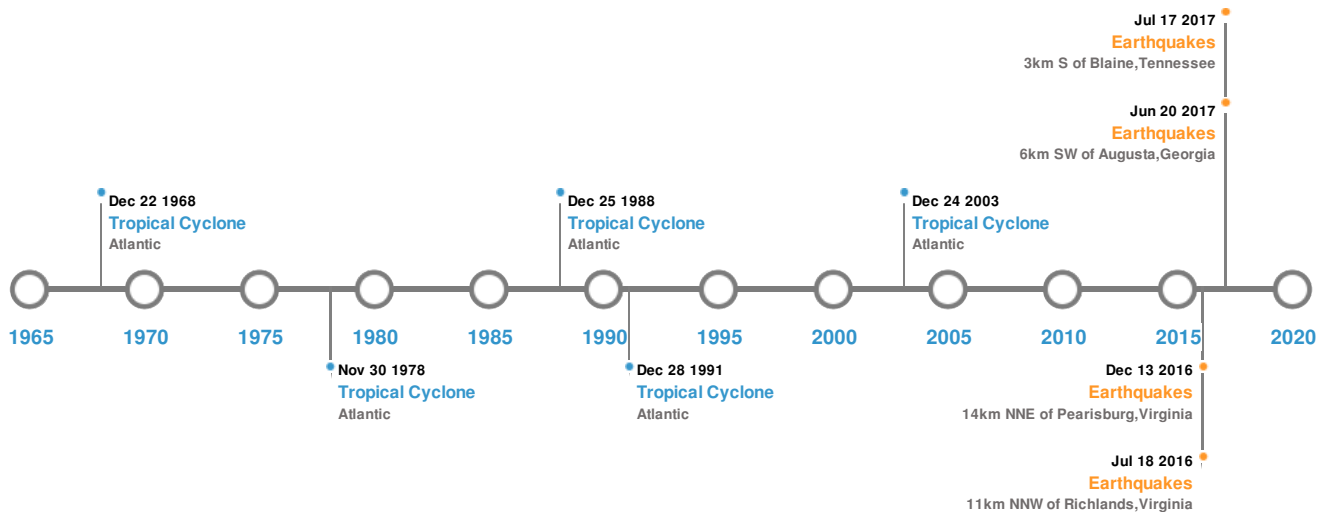 Jul 17 2017
Earthquakes
3km S of Blaine,Tennessee
Jun 20 2017
Earthquakes
6km SW of Augusta,Georgia
Dec 22 1968
Tropical Cyclone
Atlantic
Dec 25 1988
Tropical Cyclone
Atlantic
Dec 24 2003
Tropical Cyclone
Atlantic
1965 1970 1975 1980 1985 1990 1995 2000 2005 2010 2015 2020
Nov 30 1978
Tropical Cyclone
Atlantic
Dec 28 1991
Tropical Cyclone
Atlantic
Dec 13 2016
Earthquakes
14km NNE of Pearisburg,Virginia
Jul 18 2016
Earthquakes
11km NNW of Richlands,Virginia